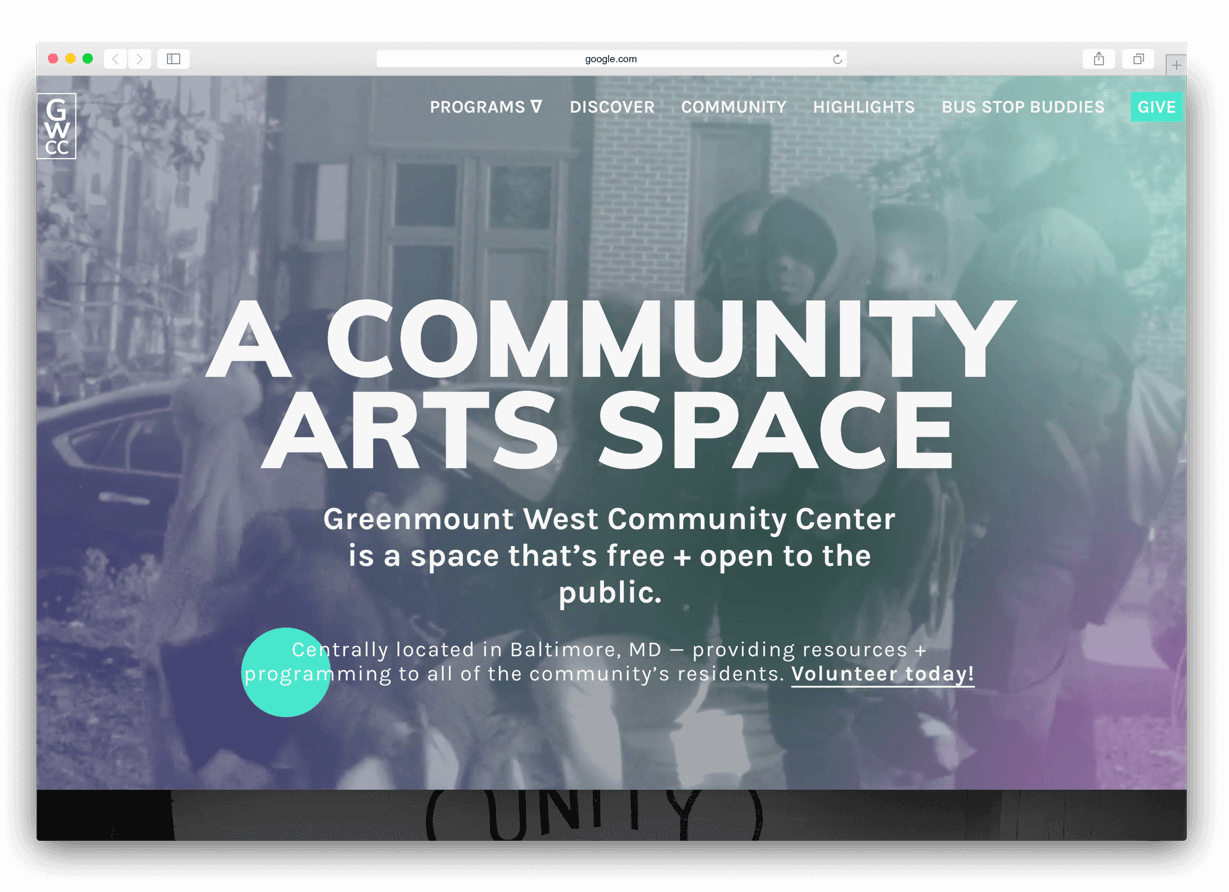 google.com
G
W
CC
PROGRAMS ∇ DISCOVER COMMUNITY HIGHLIGHTS BUS STOP BUDDIES GIVE
A COMMUNITY
ARTS SPACE
Greenmount West Community Center
is a space that’s free + open to the
public.
Centrally located in Baltimore, MD — providing resources +
programming to all of the community’s residents. Volunteer today!
UNITY